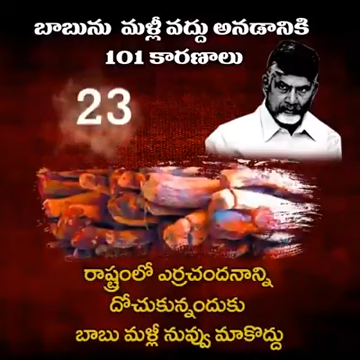 బాబును మళ్లీ వద్దు అనడానికి
101 కారణాలు
23
రాష్ట్రంలో ఎర్రచందనాన్ని
దోచుకున్నందుకు
బాబు మళ్లీ నువ్వు మాకొద్దు